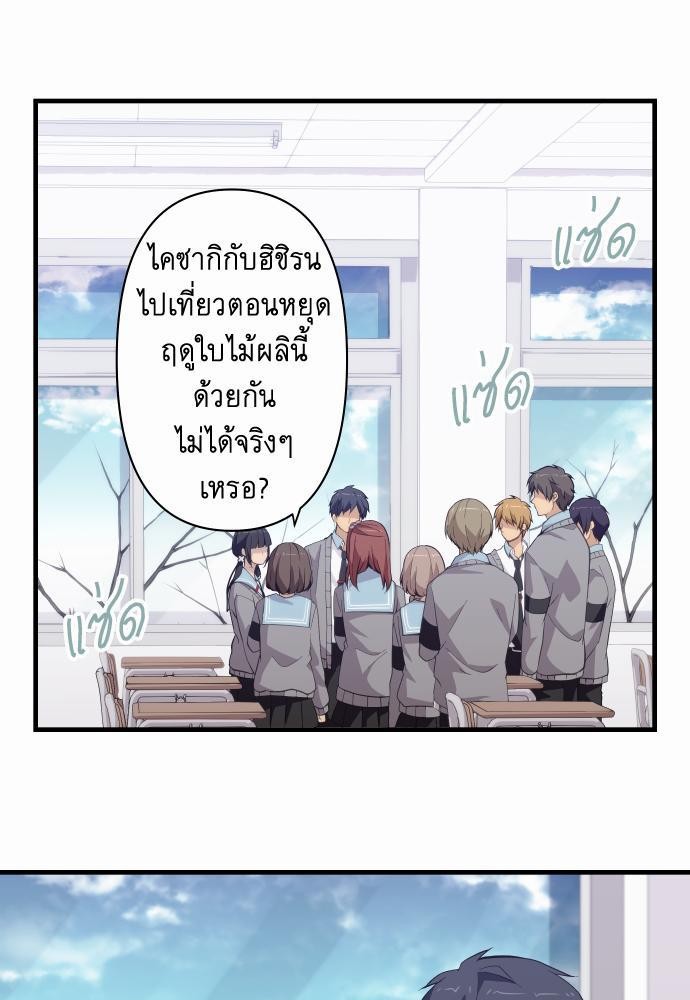 ไคซากิกับฮิชิรน
ไปเที่ยวตอนหยุด
ฤดูใบไม้ผลินี้
ด้วยกัน
ไม่ได้จริงๆ
เหรอ?
แซ่ด
แซ่ด
แซ่ด